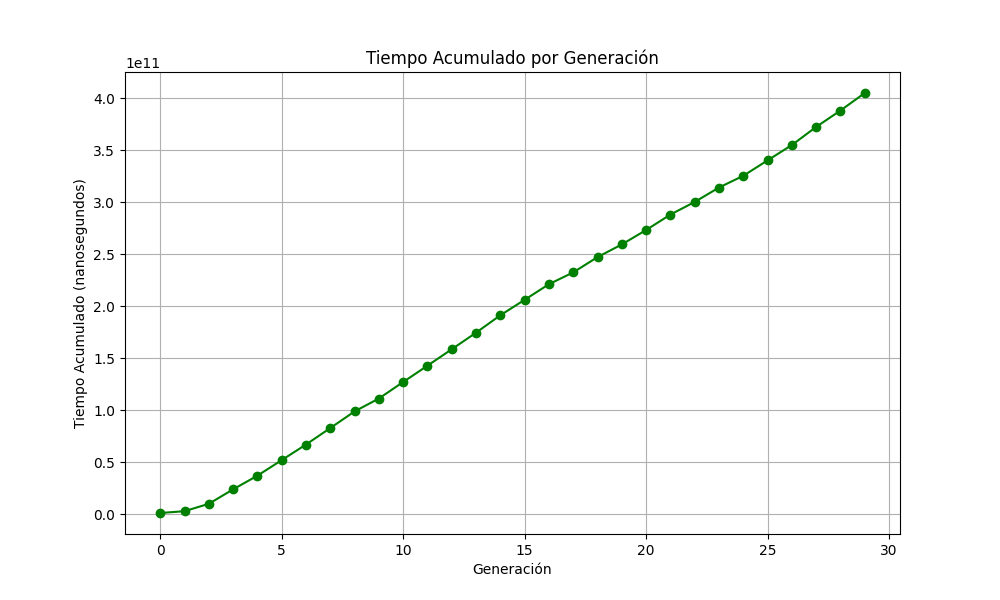 Tiempo Acumulado por Generación
1e11
4.0
3.5
3.0
2.5
2.0
1.5
1.0
0.5
0.0
Tiempo Acumulado (nanosegundos)
0 5 10 15 20 25 30
Generación